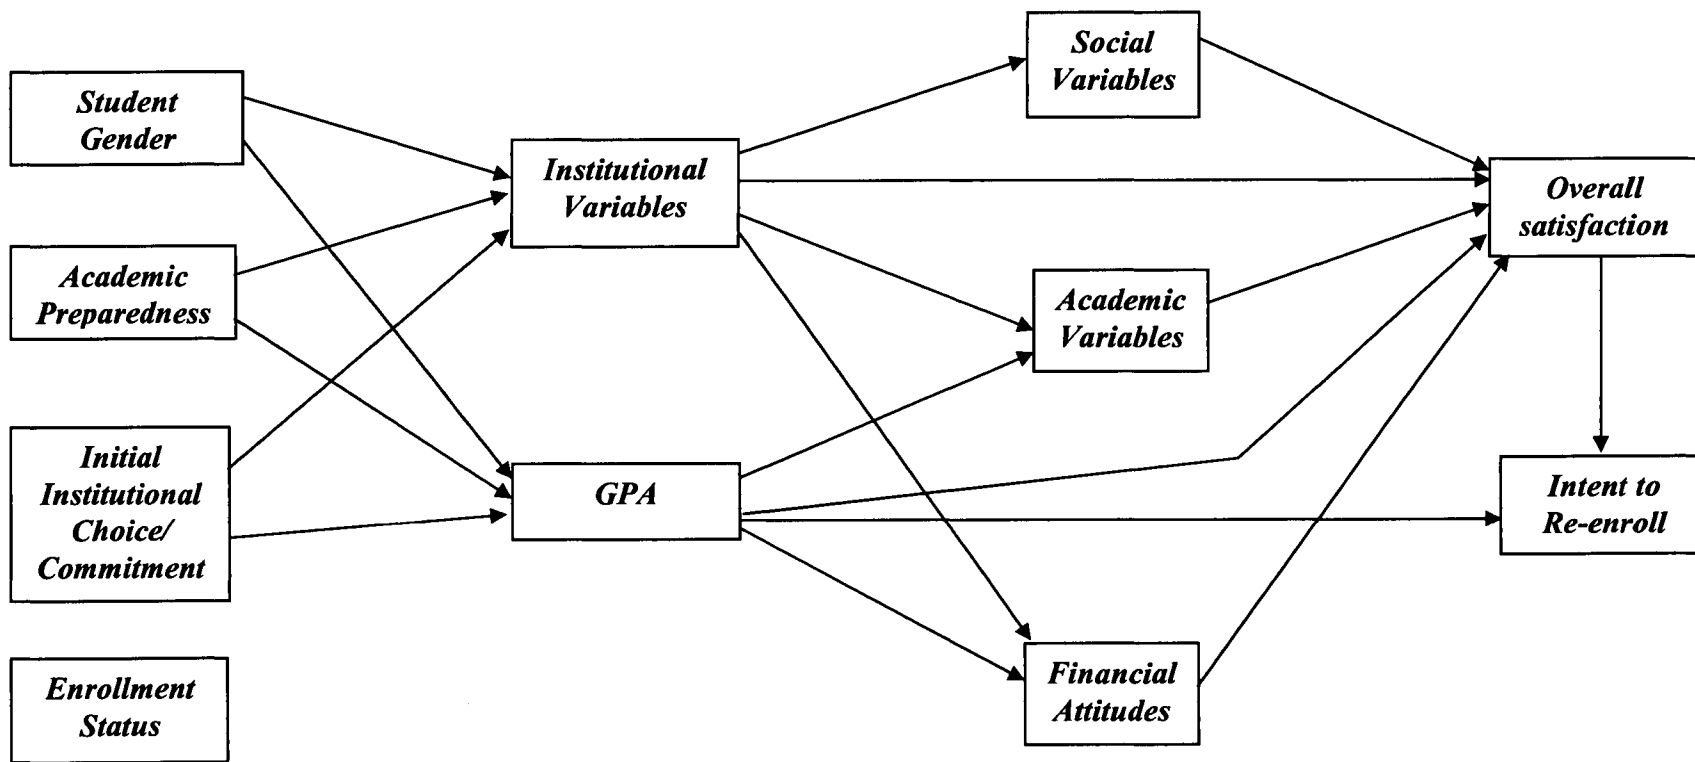 Student
Gender
Academic
Preparedness
Initial
Institutional
Choice/
Commitment
Enrollment
Status
Institutional
Variables
GPA
Social
Variables
Academic
Variables
Financial
Attitudes
Overall
satisfaction
Intent to
Re-enroll